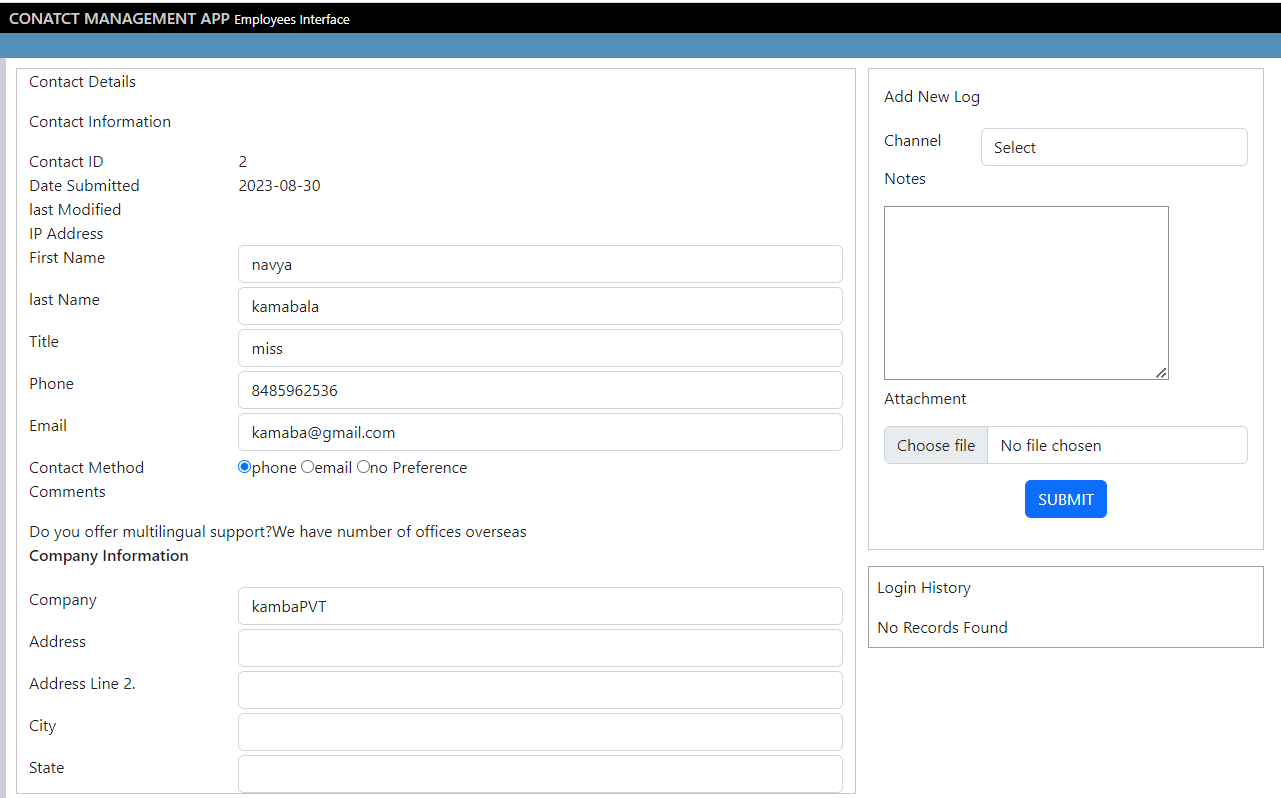 CONATCT MANAGEMENT APP Employees Interface
Contact Details
Contact Information
Contact ID 2
Date Submitted 2023-08-30
last Modified
IP Address
First Name navya
last Name kamabala
Title miss
Phone 8485962536
Email kamaba@gmail.com
Contact Method phone email no Preference
Comments
Do you offer multilingual support?We have number of offices overseas
Company Information
Company kambaPVT
Address
Address Line 2.
City
State
Add New Log
Channel Select
Notes
Attachment
Choose file No file chosen
SUBMIT
Login History
No Records Found